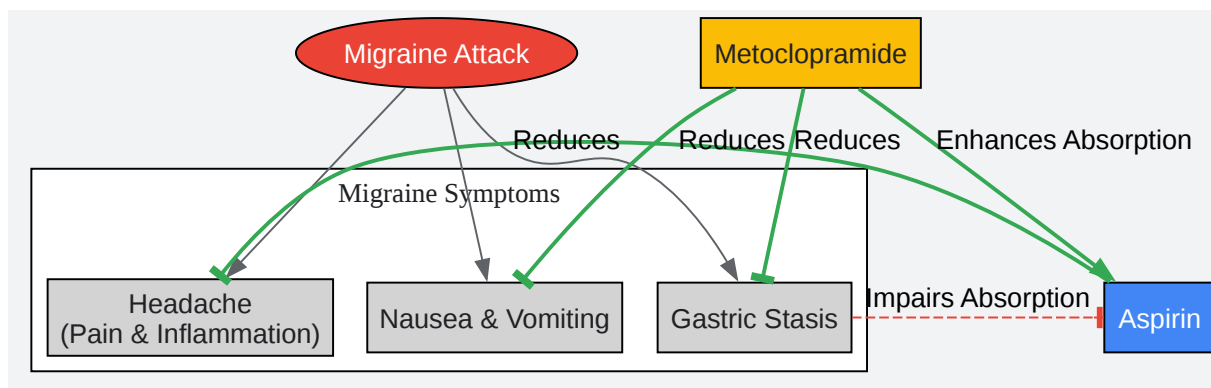 Migraine Attack
Metoclopramide
Reduces
Reduces
Reduces
Enhances Absorption
Migraine Symptoms
Headache
(Pain & Inflammation)
Nausea & Vomiting
Gastric Stasis
Impairs Absorption
Aspirin